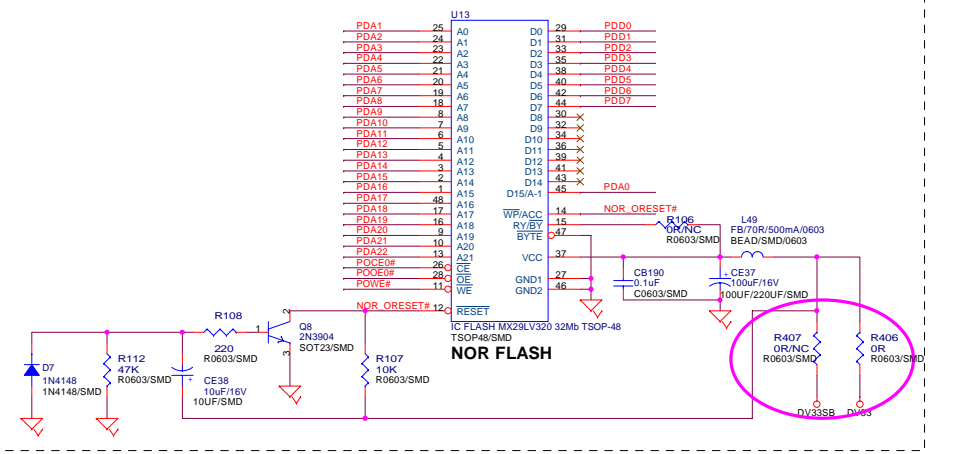 U13
PDA1 25 A0 D0 29 PDD0
PDA2 24 A1 D1 31 PDD1
PDA3 23 A2 D2 33 PDD2
PDA4 22 A3 D3 35 PDD3
PDA5 21 A4 D4 38 PDD4
PDA6 20 A5 D5 40 PDD5
PDA7 19 A6 D6 42 PDD6
PDA8 18 A7 D7 44 PDD7
PDA9 8 A8 D8 30
PDA10 7 A9 D9 32
PDA11 6 A10 D10 34
PDA12 5 A11 D11 36
PDA13 4 A12 D12 39
PDA14 3 A13 D13 41
PDA15 2 A14 D14 43
PDA16 1 A15 D15/A-1 45 PDA0
PDA17 48 A16
PDA18 17 A17 WP/ACC 14 NOR_ORESET#
PDA19 16 A18 RY/BY 15
PDA20 9 A19 BYTE 47
PDA21 10 A20
PDA22 13 A21 VCC 37
POCE0# 26 CE
POOE0# 28 OE GND1 27
POWE# 11 WE GND2 46
NOR_ORESET# 12 RESET
IC FLASH MX29LV320 32Mb TSOP-48
TSOP48/SMD
NOR FLASH
R106
0R/NC
R0603/SMD
L49
FB/70R/500mA/0603
BEAD/SMD/0603
CB190
0.1uF
C0603/SMD
+
CE37
100uF/16V
100UF/220UF/SMD
R407
0R/NC
R0603/SMD
R406
0R
R0603/SMD
DV33SB
DV33
D7
1N4148
1N4148/SMD
R112
47K
R0603/SMD
+
CE38
10uF/16V
10UF/SMD
R108
220
R0603/SMD
1
2
3
Q8
2N3904
SOT23/SMD
R107
10K
R0603/SMD